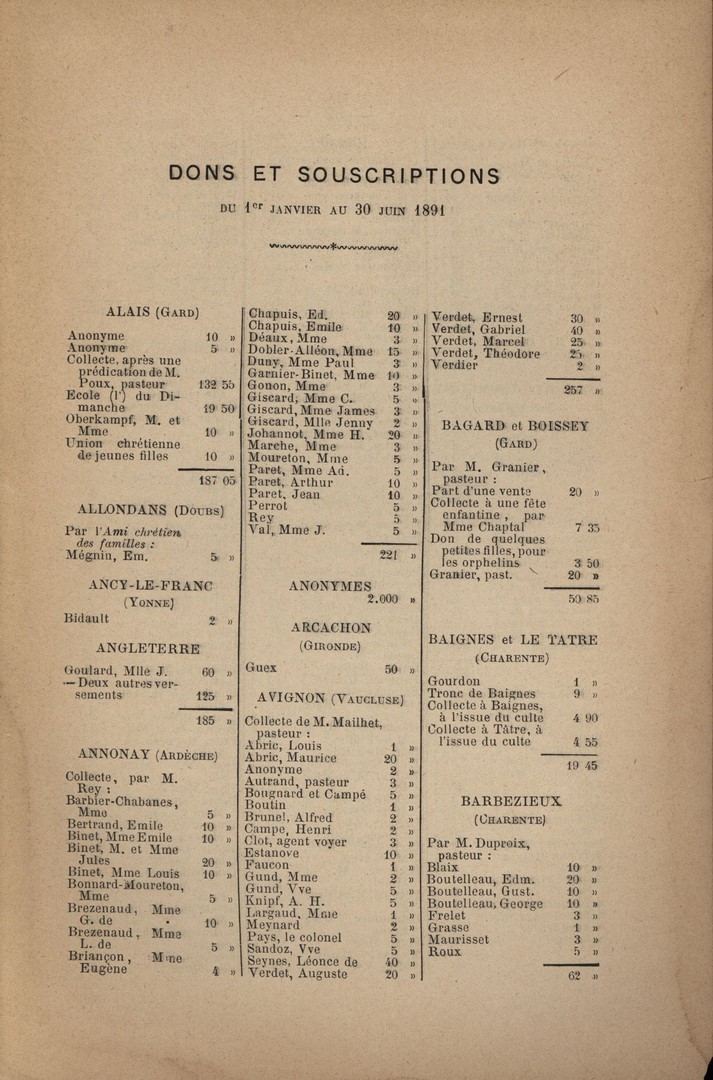 DONS ET SOUSCRIPTIONS
DU 1er JANVIER AU 30 JUIN 1891
ALAIS (GARD)
Anonyme 10 »
Anonyme 5 »
Collecte, après une
prédication de M.
Poux, pasteur 132 55
Ecole (l') du Di-
manche 19 50
Oberkampf, M. et
Mme 10 »
Union chrétienne
de jeunes filles 10 »
187 05
ALLONDANS (DOUBS)
Par l'Ami chrétien
des familles :
Mégnin, Em. 5 »
ANCY-LE-FRANC
(YONNE)
Bidault 2 »
ANGLETERRE
Goulard, Mlle J. 60 »
— Deux autres ver-
sements 125 »
185 »
ANNONAY (ARDÈCHE)
Collecte, par M.
Rey :
Barbier-Chabanes,
Mme 5 »
Bertrand, Emile 10 »
Binet, Mme Emile 10 »
Binet, M. et Mme
Jules 20 »
Binet, Mme Louis 10 »
Bonnard-Moureton,
Mme 5 »
Brezenaud, Mme
G. de 10 »
Brezenaud, Mme
L. de 5 »
Briançon, Mme
Eugène 4 »
Chapuis, Ed. 20 »
Chapuis, Emile 10 »
Déaux, Mme 3 »
Dobler-Alléon, Mme 15 »
Duny, Mme Paul 3 »
Garnier-Binet, Mme 10 »
Gonon, Mme 3 »
Giscard, Mme C. 5 »
Giscard, Mme James 3 »
Giscard, Mlle Jenny 2 »
Johannot, Mme H. 20 »
Marche, Mme 3 »
Moureton, Mme 5 »
Paret, Mme Ad. 5 »
Paret, Arthur 10 »
Paret, Jean 10 »
Perrot 5 »
Rey 5 »
Val, Mme J. 5 »
221 »
ANONYMES
2.000 »
ARCACHON
(GIRONDE)
Guex 50 »
AVIGNON (VAUCLUSE)
Collecte de M. Mailhet,
pasteur :
Abric, Louis 1 »
Abric, Maurice 20 »
Anonyme 2 »
Autrand, pasteur 3 »
Bougnard et Campé 5 »
Boutin 1 »
Brunel, Alfred 2 »
Campe, Henri 2 »
Clot, agent voyer 3 »
Estanove 10 »
Faucon 1 »
Gund, Mme 2 »
Gund, Vve 5 »
Knipf, A. H. 5 »
Largaud, Mme 1 »
Meynard 2 »
Pays, le colonel 5 »
Sandoz, Vve 5 »
Seynes, Léonce de 40 »
Verdet, Auguste 20 »
Verdet, Ernest 30 »
Verdet, Gabriel 40 »
Verdet, Marcel 25 »
Verdet, Théodore 25 »
Verdier 2 »
257 »
BAGARD et BOISSEY
(GARD)
Par M. Granier,
pasteur :
Part d'une vente 20 »
Collecte à une fête
enfantine, par
Mme Chaptal 7 35
Don de quelques
petites filles, pour
les orphelins 3 50
Granier, past. 20 »
50 85
BAIGNES et LE TATRE
(CHARENTE)
Gourdon 1 »
Tronc de Baignes 9 »
Collecte à Baignes,
à l'issue du culte 4 90
Collecte à Tâtre, à
l'issue du culte 4 55
19 45
BARBEZIEUX
(CHARENTE)
Par M. Duproix,
pasteur :
Blaix 10 »
Boutelleau, Edm. 20 »
Boutelleau, Gust. 10 »
Boutelleau, George 10 »
Frelet 3 »
Grasse 1 »
Maurisset 3 »
Roux 5 »
62 »